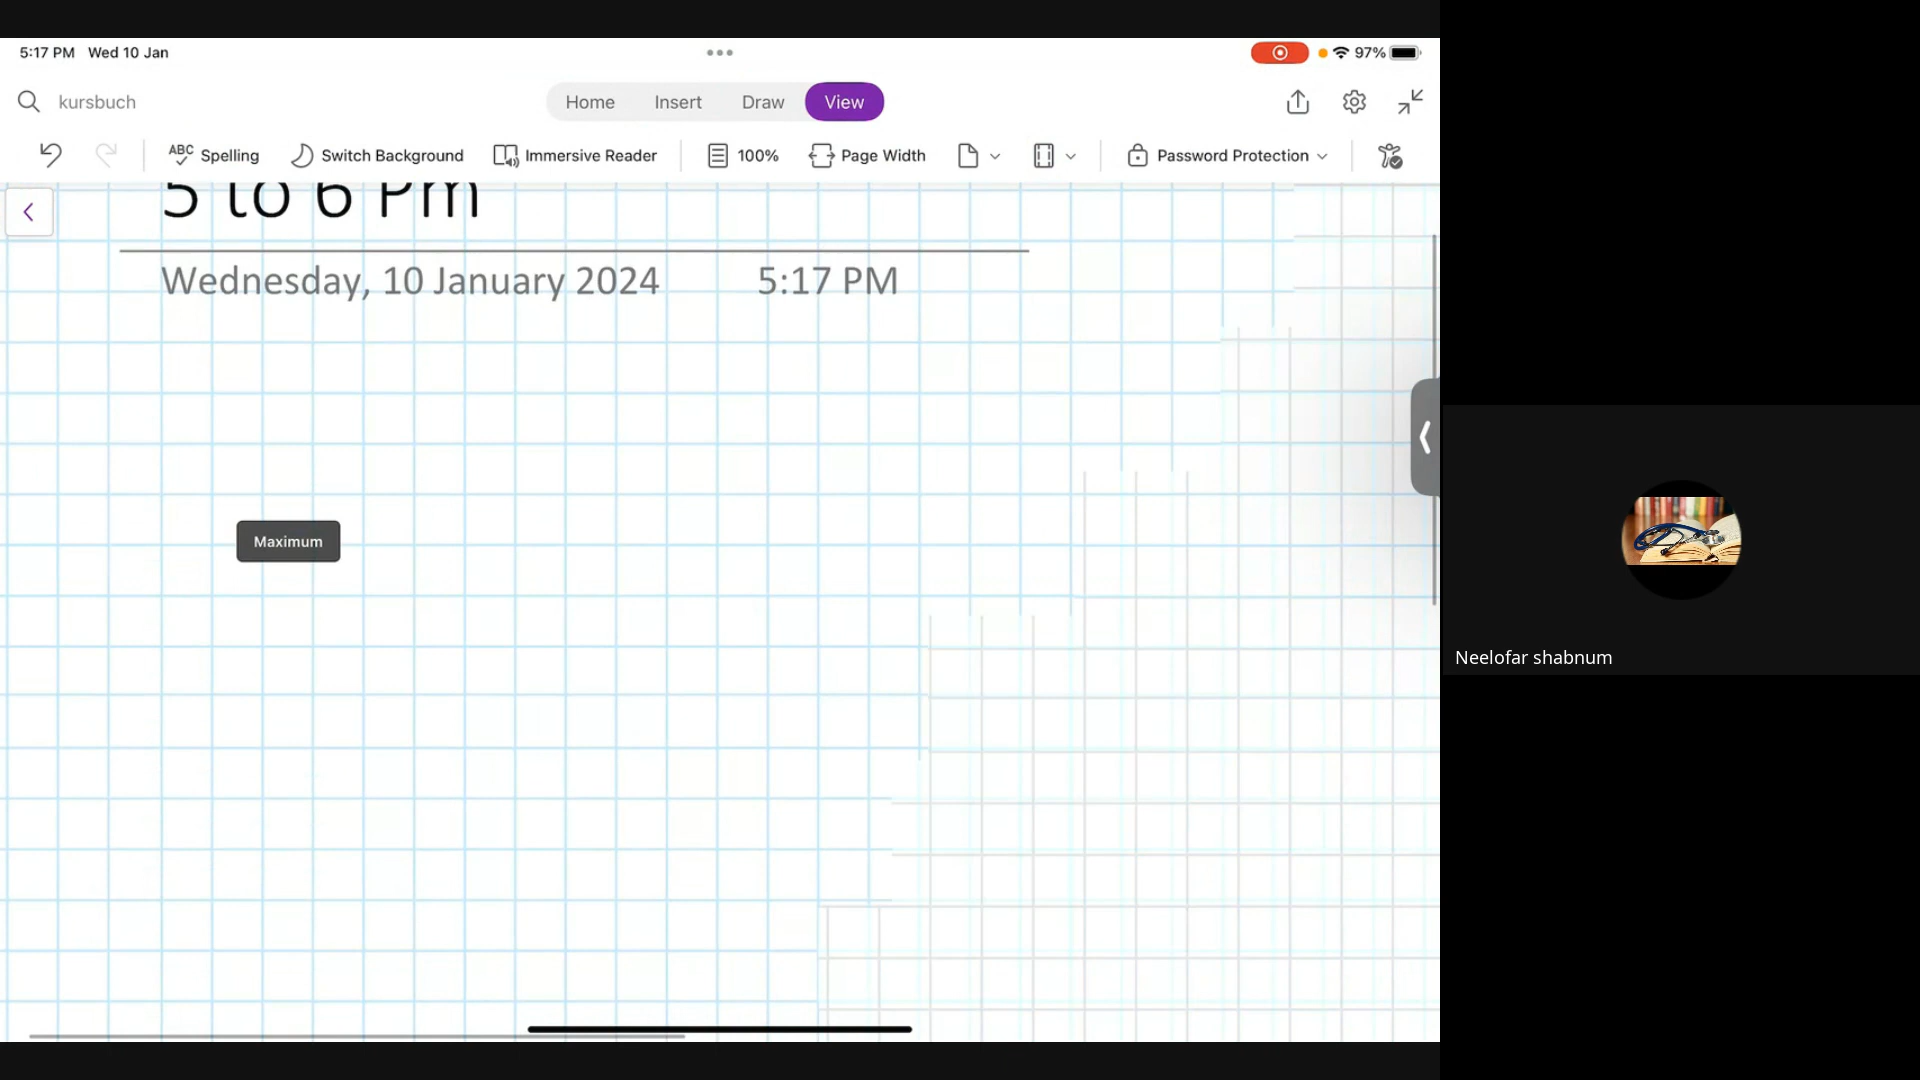 5:17 PM Wed 10 Jan
97%
kursbuch
Home Insert Draw View
ABC Spelling Switch Background Immersive Reader 100% Page Width Password Protection
5 to 6 Pm
Wednesday, 10 January 2024 5:17 PM
Maximum
Neelofar shabnum